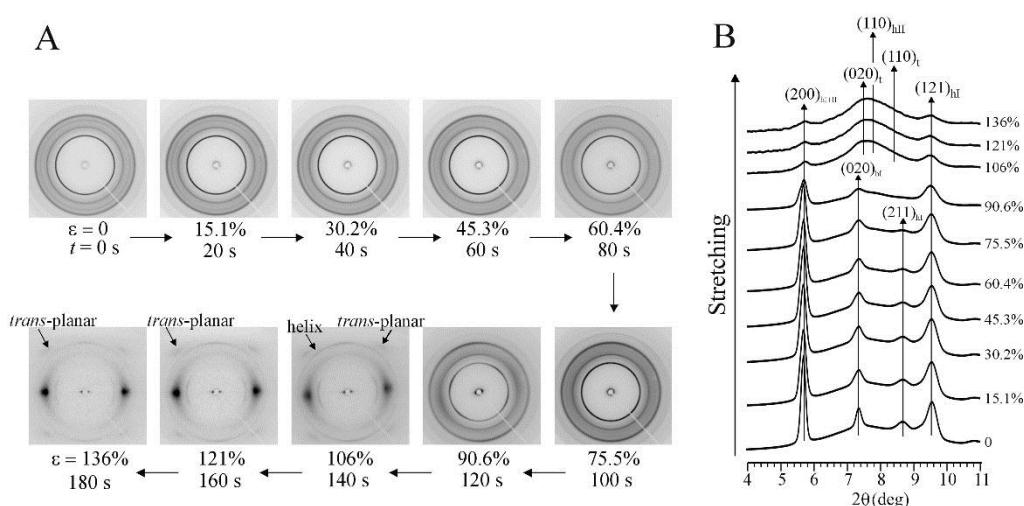 A
ε = 0
t = 0 s
15.1%
20 s
30.2%
40 s
45.3%
60 s
60.4%
80 s
trans-planar
trans-planar
helix
trans-planar
ε = 136%
180 s
121%
160 s
106%
140 s
90.6%
120 s
75.5%
100 s
B
(110)hII
(110)t
(020)t
(200)hI+II
(121)hI
136%
121%
106%
(020)hI
90.6%
(211)hI
75.5%
60.4%
45.3%
30.2%
15.1%
0
Stretching
4 5 6 7 8 9 10 11
2θ(deg)